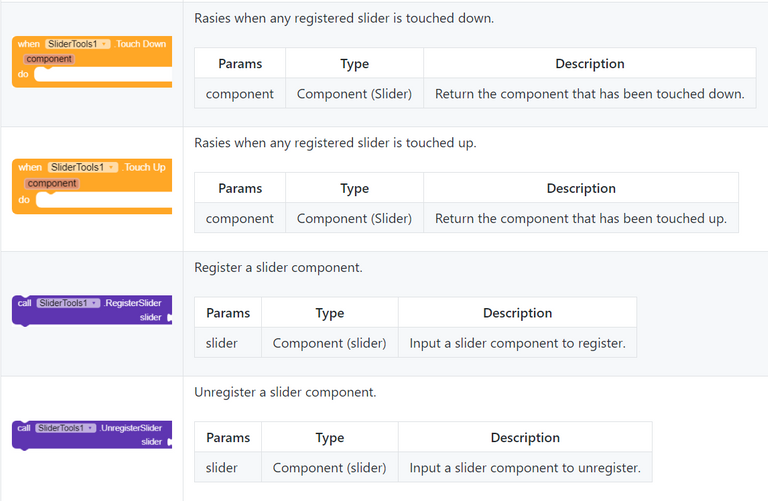 Rasies when any registered slider is touched down.
when SliderTools1 .Touch Down
component
do
Params Type Description
component Component (Slider) Return the component that has been touched down.
Rasies when any registered slider is touched up.
when SliderTools1 .Touch Up
component
do
Params Type Description
component Component (Slider) Return the component that has been touched up.
Register a slider component.
call SliderTools1 .RegisterSlider
slider
Params Type Description
slider Component (slider) Input a slider component to register.
Unregister a slider component.
call SliderTools1 .UnregisterSlider
slider
Params Type Description
slider Component (slider) Input a slider component to unregister.